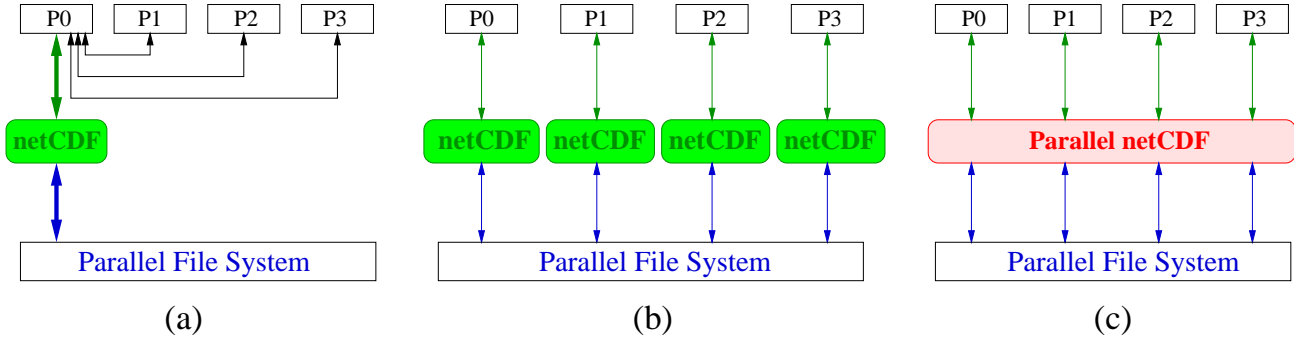 P0 P1 P2 P3
netCDF
Parallel File System
(a)
P0 P1 P2 P3
netCDF netCDF netCDF netCDF
Parallel File System
(b)
P0 P1 P2 P3
Parallel netCDF
Parallel File System
(c)